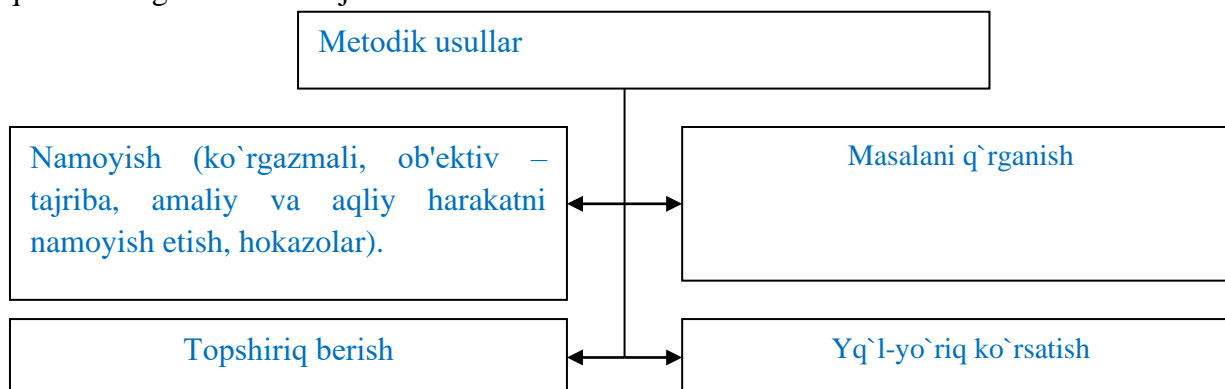 Metodik usullar
Namoyish (ko`rgazmali, ob'ektiv –
tajriba, amaliy va aqliy harakatni
namoyish etish, hokazolar).
Masalani q`rganish
Topshiriq berish
Yq`l-yo`riq ko`rsatish